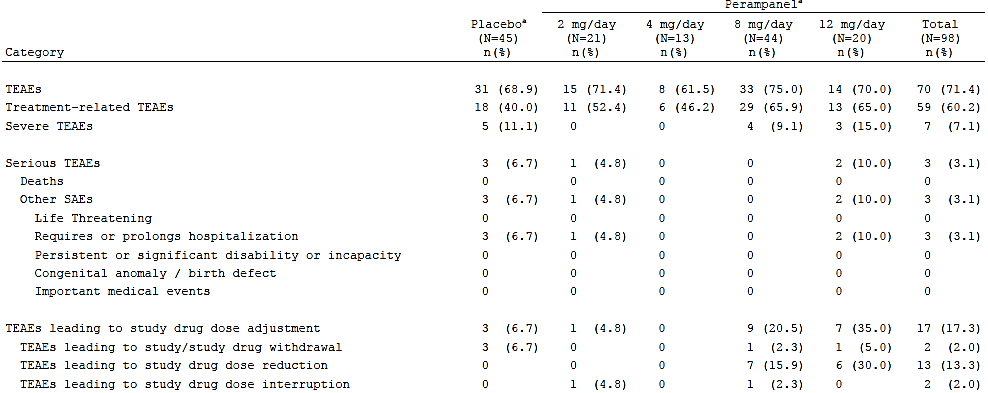 Perampanelᵃ
Placeboᵃ 2 mg/day 4 mg/day 8 mg/day 12 mg/day Total
(N=45) (N=21) (N=13) (N=44) (N=20) (N=98)
Category n(%) n(%) n(%) n(%) n(%) n(%)
TEAEs 31 (68.9) 15 (71.4) 8 (61.5) 33 (75.0) 14 (70.0) 70 (71.4)
Treatment-related TEAEs 18 (40.0) 11 (52.4) 6 (46.2) 29 (65.9) 13 (65.0) 59 (60.2)
Severe TEAEs 5 (11.1) 0 0 4 (9.1) 3 (15.0) 7 (7.1)
Serious TEAEs 3 (6.7) 1 (4.8) 0 0 2 (10.0) 3 (3.1)
Deaths 0 0 0 0 0 0
Other SAEs 3 (6.7) 1 (4.8) 0 0 2 (10.0) 3 (3.1)
Life Threatening 0 0 0 0 0 0
Requires or prolongs hospitalization 3 (6.7) 1 (4.8) 0 0 2 (10.0) 3 (3.1)
Persistent or significant disability or incapacity 0 0 0 0 0 0
Congenital anomaly / birth defect 0 0 0 0 0 0
Important medical events 0 0 0 0 0 0
TEAEs leading to study drug dose adjustment 3 (6.7) 1 (4.8) 0 9 (20.5) 7 (35.0) 17 (17.3)
TEAEs leading to study/study drug withdrawal 3 (6.7) 0 0 1 (2.3) 1 (5.0) 2 (2.0)
TEAEs leading to study drug dose reduction 0 0 0 7 (15.9) 6 (30.0) 13 (13.3)
TEAEs leading to study drug dose interruption 0 1 (4.8) 0 1 (2.3) 0 2 (2.0)